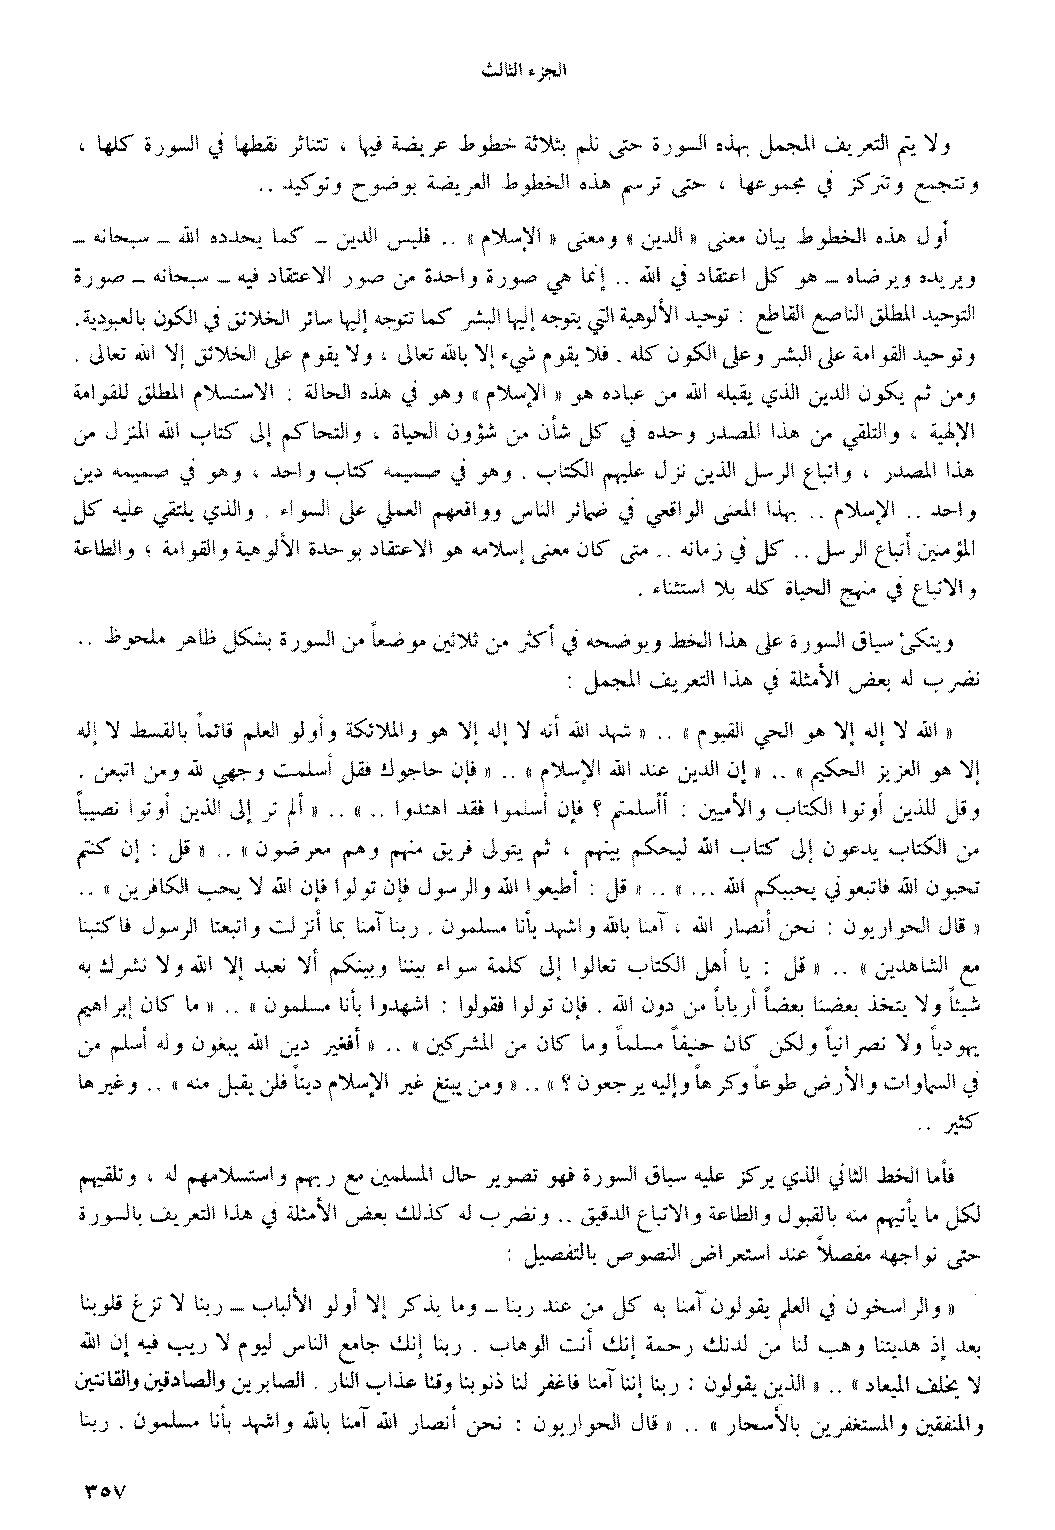 الجزء الثالث
ولا يتم التعريف المجمل بهذه السورة حتى نلم بثلاثة خطوط عريضة فيها ، تتناثر نقطها في السورة كلها ،
وتتجمع وتتركز في مجموعها ، حتى ترسم هذه الخطوط العريضة بوضوح وتوكيد ..
أول هذه الخطوط بيان معنى « الدين » ومعنى « الإسلام » .. فليس الدين – كما يحدده الله – سبحانه –
ويريده ويرضاه – هو كل اعتقاد في الله .. إنما هي صورة واحدة من صور الاعتقاد فيه – سبحانه – صورة
التوحيد المطلق الناصع القاطع : توحيد الألوهية التي يتوجه إليها البشر كما تتوجه إليها سائر الخلائق في الكون بالعبودية.
وتوحيد القوامة على البشر وعلى الكون كله . فلا يقوم شيء إلا بالله تعالى ، ولا يقوم على الخلائق إلا الله تعالى .
ومن ثم يكون الدين الذي يقبله الله من عباده هو « الإسلام » وهو في هذه الحالة : الاستسلام المطلق للقوامة
الإلهية ، والتلقي من هذا المصدر وحده في كل شأن من شؤون الحياة ، والتحاكم إلى كتاب الله المنزل من
هذا المصدر ، واتباع الرسل الذين نزل عليهم الكتاب . وهو في صميمه كتاب واحد ، وهو في صميمه دين
واحد .. الإسلام .. بهذا المعنى الواقعي في ضمائر الناس وواقعهم العملي على السواء . والذي يلتقي عليه كل
المؤمنين أتباع الرسل .. كل في زمانه .. متى كان معنى إسلامه هو الاعتقاد بوحدة الألوهية والقوامة ؛ والطاعة
والاتباع في منهج الحياة كله بلا استثناء .
ويتكئ سياق السورة على هذا الخط ويوضحه في أكثر من ثلاثين موضعاً من السورة بشكل ظاهر ملحوظ ..
نضرب له بعض الأمثلة في هذا التعريف المجمل :
« الله لا إله إلا هو الحي القيوم » .. « شهد الله أنه لا إله إلا هو والملائكة وأولو العلم قائماً بالقسط لا إله
إلا هو العزيز الحكيم » .. « إن الدين عند الله الإسلام » .. « فإن حاجوك فقل أسلمت وجهي لله ومن اتبعن .
وقل للذين أوتوا الكتاب والأميين : أأسلمتم ؟ فإن أسلموا فقد اهتدوا .. » .. « ألم تر إلى الذين أوتوا نصيباً
من الكتاب يدعون إلى كتاب الله ليحكم بينهم ، ثم يتولى فريق منهم وهم معرضون » .. « قل : إن كنتم
تحبون الله فاتبعوني يحببكم الله ... » .. « قل : أطيعوا الله والرسول فإن تولوا فإن الله لا يحب الكافرين » ..
« قال الحواريون : نحن أنصار الله ، آمنا بالله واشهد بأنا مسلمون . ربنا آمنا بما أنزلت واتبعنا الرسول فاكتبنا
مع الشاهدين » .. « قل : يا أهل الكتاب تعالوا إلى كلمة سواء بيننا وبينكم ألا نعبد إلا الله ولا نشرك به
شيئاً ولا يتخذ بعضنا بعضاً أرباباً من دون الله . فإن تولوا فقولوا : اشهدوا بأنا مسلمون » .. « ما كان إبراهيم
يهودياً ولا نصرانياً ولكن كان حنيفاً مسلماً وما كان من المشركين » .. « أفغير دين الله يبغون وله أسلم من
في السماوات والأرض طوعاً وكرهاً وإليه يرجعون ؟ » .. « ومن يبتغ غير الإسلام ديناً فلن يقبل منه » .. وغيرها
كثير ..
فأما الخط الثاني الذي يركز عليه سياق السورة فهو تصوير حال المسلمين مع ربهم واستسلامهم له ، وتلقيهم
لكل ما يأتيهم منه بالقبول والطاعة والاتباع الدقيق .. ونضرب له كذلك بعض الأمثلة في هذا التعريف بالسورة
حتى نواجهه مفصلاً عند استعراض النصوص بالتفصيل :
« والراسخون في العلم يقولون آمنا به كل من عند ربنا – وما يذكر إلا أولو الألباب – ربنا لا تزغ قلوبنا
بعد إذ هديتنا وهب لنا من لدنك رحمة إنك أنت الوهاب . ربنا إنك جامع الناس ليوم لا ريب فيه إن الله
لا يخلف الميعاد » .. « الذين يقولون : ربنا إننا آمنا فاغفر لنا ذنوبنا وقنا عذاب النار . الصابرين والصادقين والقانتين
والمنفقين والمستغفرين بالأسحار » .. « قال الحواريون : نحن أنصار الله آمنا بالله واشهد بأنا مسلمون . ربنا
٣٥٧